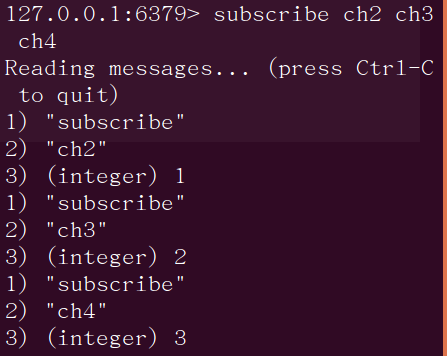 127.0.0.1:6379> subscribe ch2 ch3
 ch4
Reading messages... (press Ctrl-C
 to quit)
1) "subscribe"
2) "ch2"
3) (integer) 1
1) "subscribe"
2) "ch3"
3) (integer) 2
1) "subscribe"
2) "ch4"
3) (integer) 3